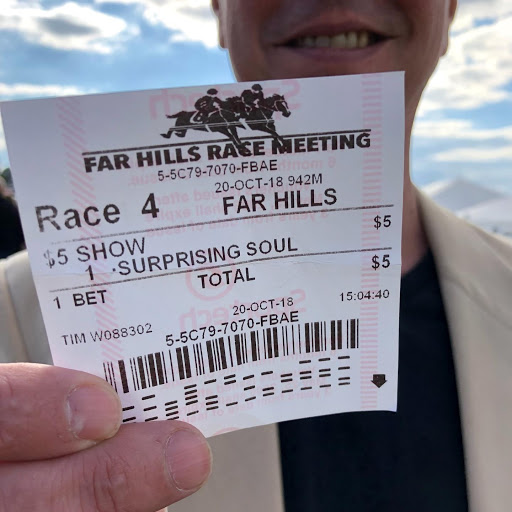 FAR HILLS RACE MEETING
5-5C79-7070-FBAE
20-OCT-18 942M
Race 4 FAR HILLS
$5 SHOW $5
1 SURPRISING SOUL
1 BET TOTAL $5
20-OCT-18 15:04:40
TIM W088302 5-5C79-7070-FBAE